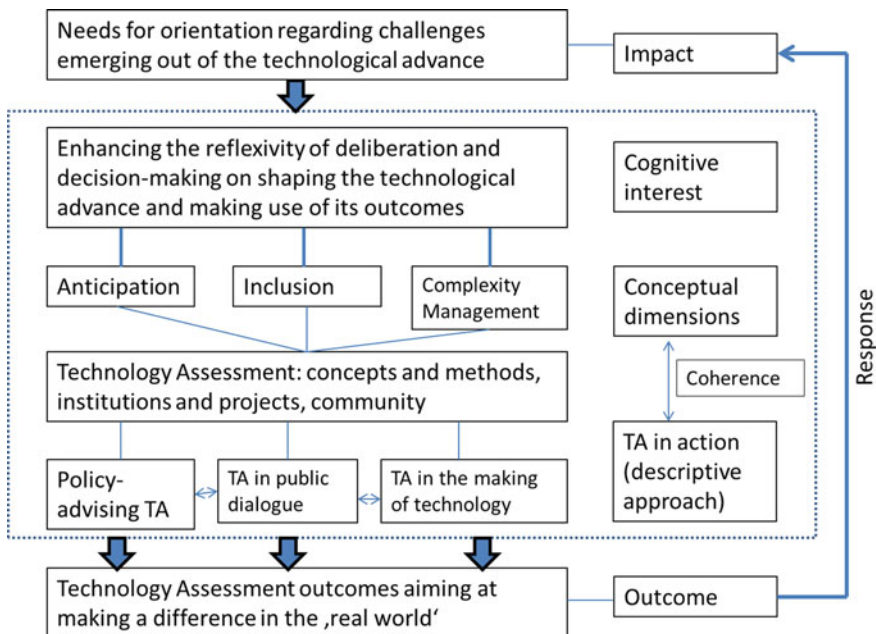 Needs for orientation regarding challenges
emerging out of the technological advance
Impact
Enhancing the reflexivity of deliberation and
decision-making on shaping the technological
advance and making use of its outcomes
Cognitive
interest
Anticipation
Inclusion
Complexity
Management
Conceptual
dimensions
Technology Assessment: concepts and methods,
institutions and projects, community
Coherence
Response
Policy-
advising TA
TA in public
dialogue
TA in the making
of technology
TA in action
(descriptive
approach)
Technology Assessment outcomes aiming at
making a difference in the ‚real world‘
Outcome